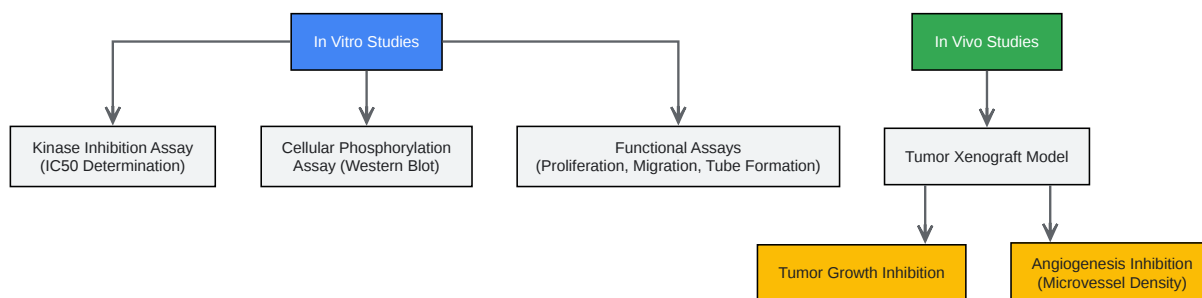 In Vitro Studies
In Vivo Studies
Kinase Inhibition Assay
(IC50 Determination)
Cellular Phosphorylation
Assay (Western Blot)
Functional Assays
(Proliferation, Migration, Tube Formation)
Tumor Xenograft Model
Tumor Growth Inhibition
Angiogenesis Inhibition
(Microvessel Density)